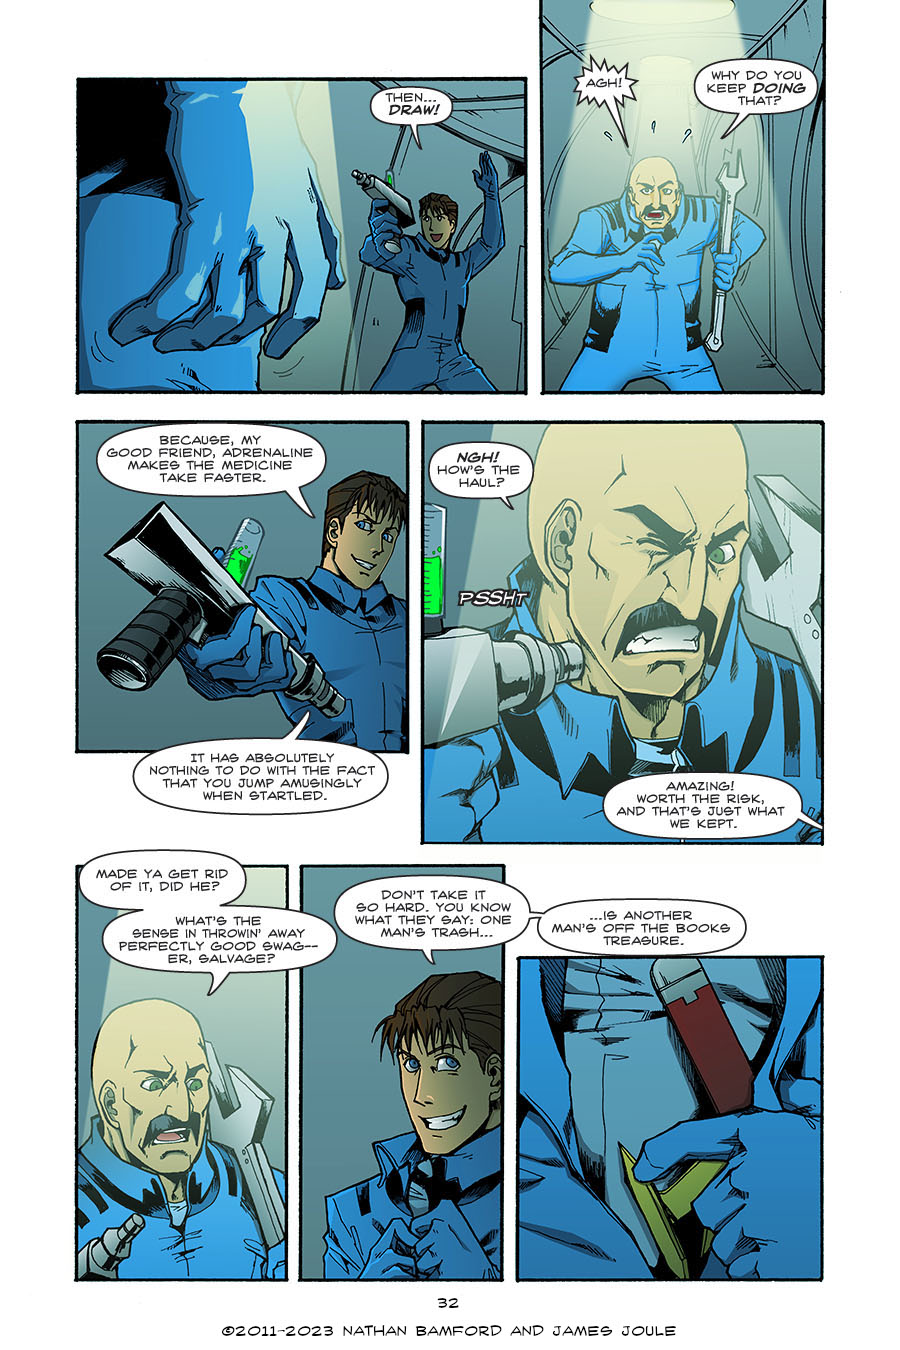 THEN...
DRAW!
AGH!
WHY DO YOU
KEEP DOING
THAT?
BECAUSE, MY
GOOD FRIEND, ADRENALINE
MAKES THE MEDICINE
TAKE FASTER.
IT HAS ABSOLUTELY
NOTHING TO DO WITH THE FACT
THAT YOU JUMP AMUSINGLY
WHEN STARTLED.
NGH!
HOW'S THE
HAUL?
PSSHT
AMAZING!
WORTH THE RISK,
AND THAT'S JUST WHAT
WE KEPT.
MADE YA GET RID
OF IT, DID HE?
WHAT'S THE
SENSE IN THROWIN' AWAY
PERFECTLY GOOD SWAG--
ER, SALVAGE?
DON'T TAKE IT
SO HARD. YOU KNOW
WHAT THEY SAY: ONE
MAN'S TRASH...
...IS ANOTHER
MAN'S OFF THE BOOKS
TREASURE.
32
©2011-2023 NATHAN BAMFORD AND JAMES JOULE